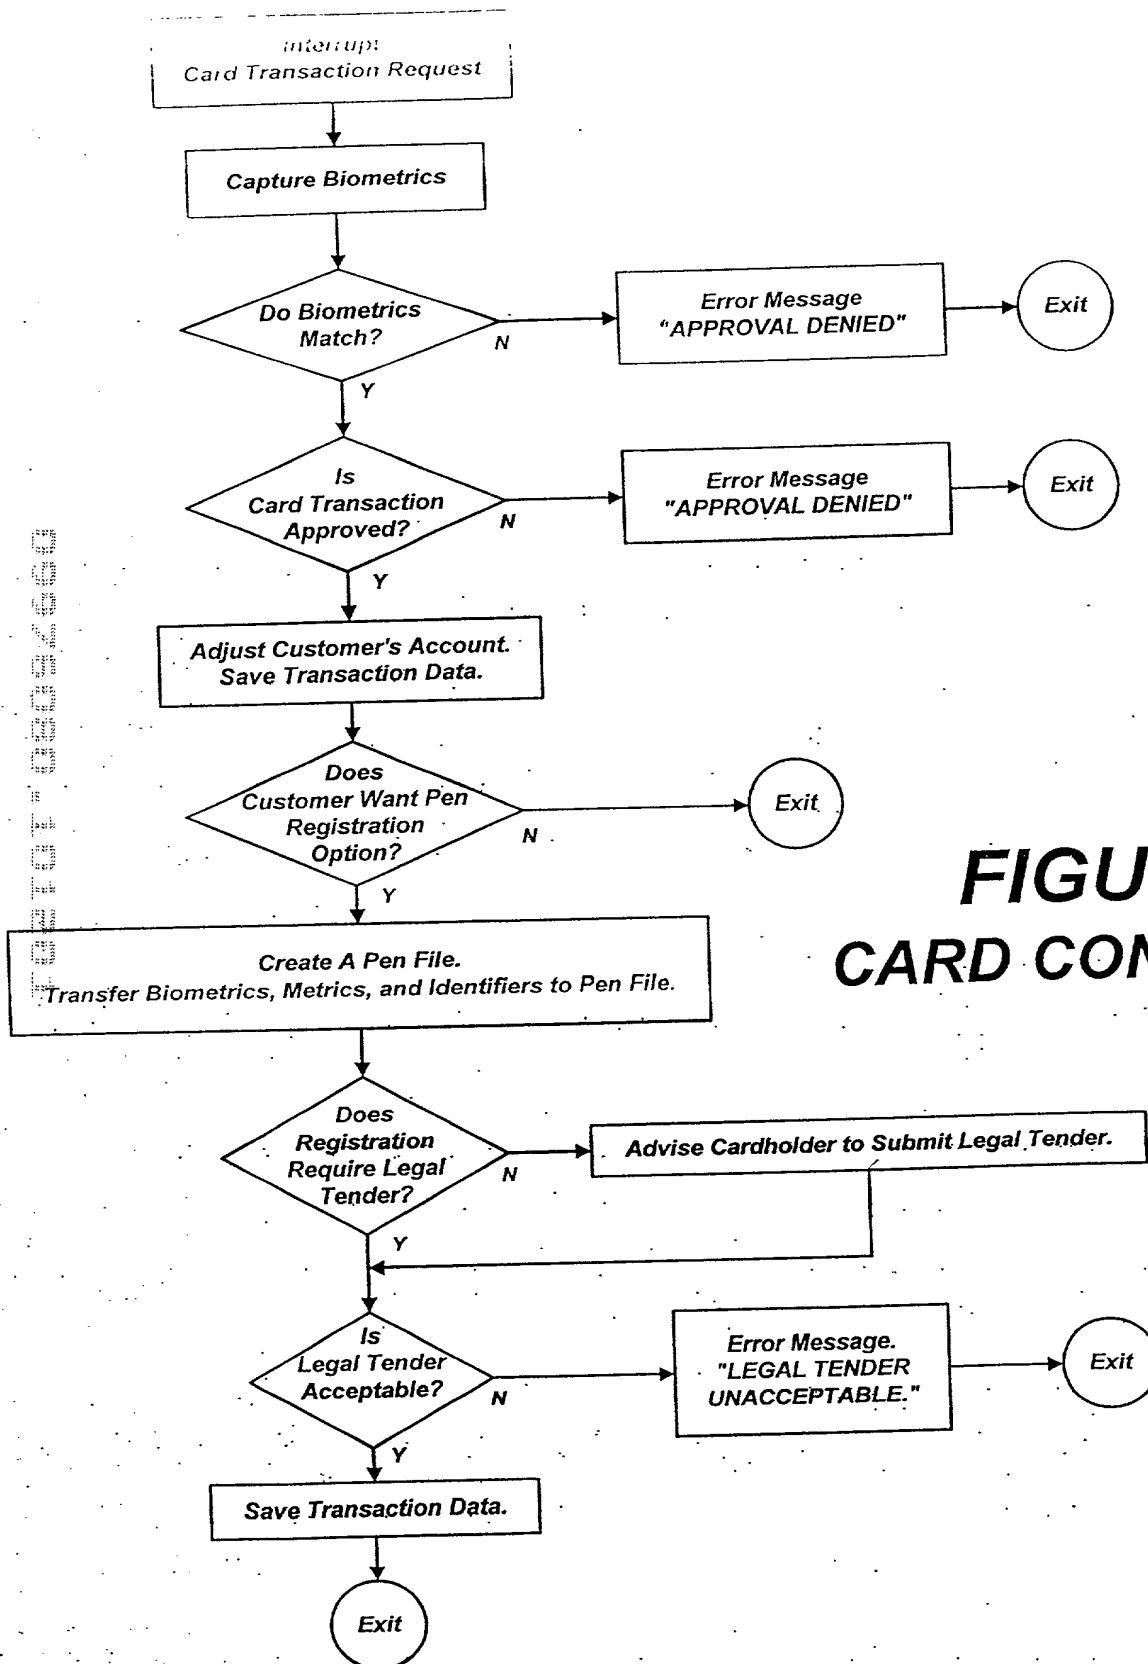 Interrupt
Card Transaction Request
Capture Biometrics
Do Biometrics
Match?
N
Y
Error Message
"APPROVAL DENIED"
Exit
Is
Card Transaction
Approved?
N
Y
Error Message
"APPROVAL DENIED"
Exit
Adjust Customer's Account.
Save Transaction Data.
Does
Customer Want Pen
Registration
Option?
N
Y
Exit
FIGU
CARD CON
Create A Pen File.
Transfer Biometrics, Metrics, and Identifiers to Pen File.
Does
Registration
Require Legal
Tender?
N
Y
Advise Cardholder to Submit Legal Tender.
Is
Legal Tender
Acceptable?
N
Y
Error Message.
"LEGAL TENDER
UNACCEPTABLE."
Exit
Save Transaction Data.
Exit